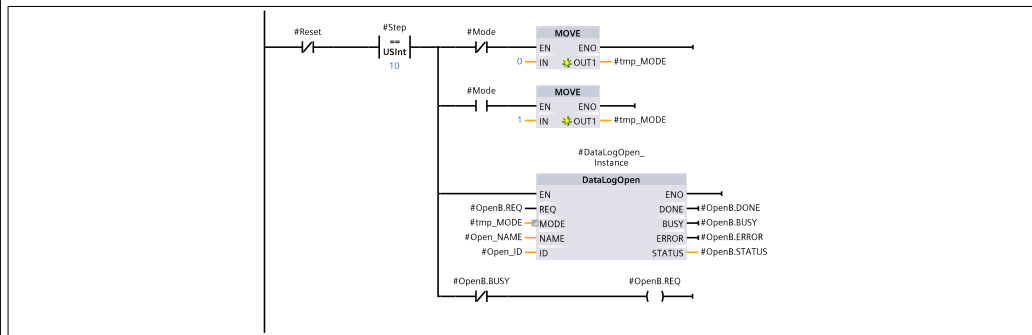 #Reset
#Step
==
USInt
10
#Mode
MOVE
EN ENO
0 IN OUT1 #tmp_MODE
#Mode
MOVE
EN ENO
1 IN OUT1 #tmp_MODE
#DataLogOpen_
Instance
DataLogOpen
EN ENO
#OpenB.REQ REQ DONE #OpenB.DONE
#tmp_MODE MODE BUSY #OpenB.BUSY
#Open_NAME NAME ERROR #OpenB.ERROR
#Open_ID ID STATUS #OpenB.STATUS
#OpenB.BUSY #OpenB.REQ